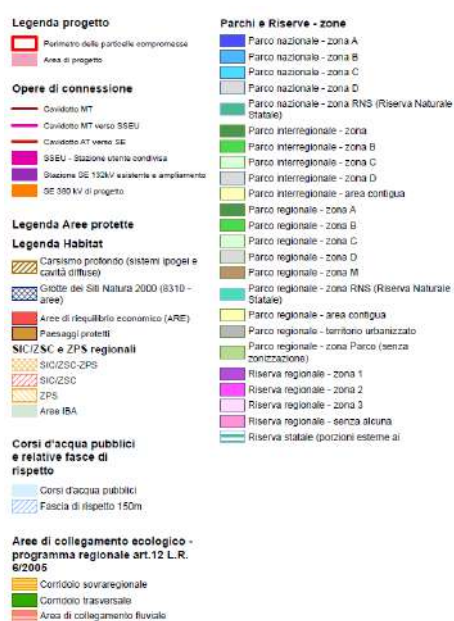 Legenda progetto
Perimetro delle particelle compromesse
Area di progetto
Opere di connessione
Cavidotto MT
Cavidotto MT verso SSEU
Cavidotto AT verso SE
SSEU - Stazione utente condivisa
Stazione SE 132kV esistente e ampliamento
SE 380 kV di progetto
Legenda Aree protette
Legenda Habitat
Carsismo profondo (sistemi ipogei e
cavità diffuse)
Grotte dei Siti Natura 2000 (8310 -
aree)
Aree di riequilibrio economico (ARE)
Paesaggi protetti
SIC/ZSC e ZPS regionali
SIC/ZSC-ZPS
SIC/ZSC
ZPS
Aree IBA
Corsi d'acqua pubblici
e relative fasce di
rispetto
Corsi d'acqua pubblici
Fascia di rispetto 150m
Aree di collegamento ecologico -
programma regionale art.12 L.R.
6/2005
Corridoio sovraregionale
Corridoio trasversale
Area di collegamento fluviale
Parchi e Riserve - zone
Parco nazionale - zona A
Parco nazionale - zona B
Parco nazionale - zona C
Parco nazionale - zona D
Parco nazionale - zona RNS (Riserva Naturale
Statale)
Parco interregionale - zona
Parco interregionale - zona B
Parco interregionale - zona C
Parco interregionale - zona D
Parco interregionale - area contigua
Parco regionale - zona A
Parco regionale - zona B
Parco regionale - zona C
Parco regionale - zona D
Parco regionale - zona M
Parco regionale - zona RNS (Riserva Naturale
Statale)
Parco regionale - area contigua
Parco regionale - territorio urbanizzato
Parco regionale - zona Parco (senza
zonizzazione)
Riserva regionale - zona 1
Riserva regionale - zona 2
Riserva regionale - zona 3
Riserva regionale - senza alcuna
Riserva statale (porzioni esterne ai